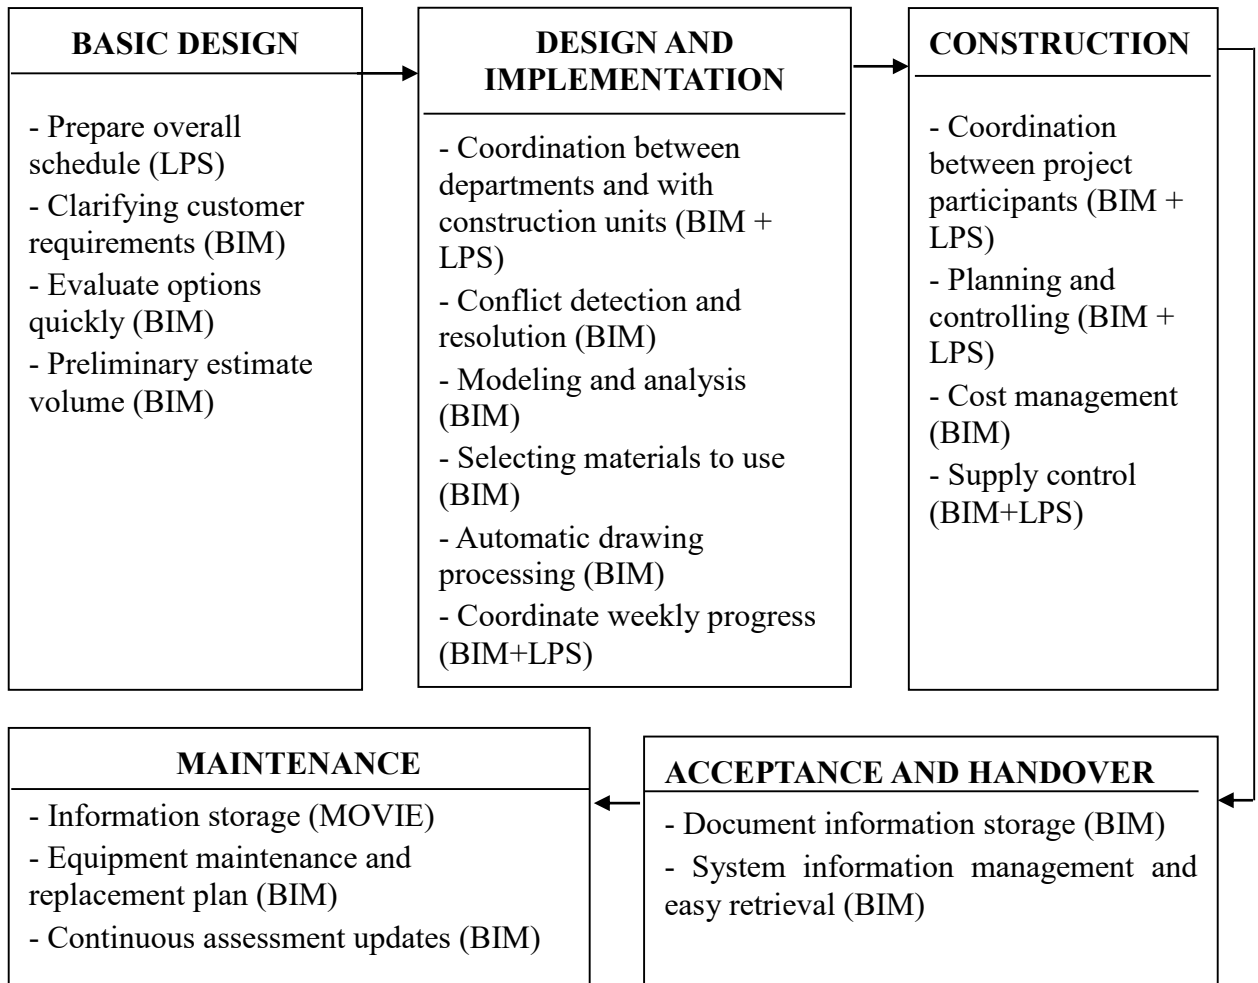 BASIC DESIGN
- Prepare overall
schedule (LPS)
- Clarifying customer
requirements (BIM)
- Evaluate options
quickly (BIM)
- Preliminary estimate
volume (BIM)
DESIGN AND
IMPLEMENTATION
- Coordination between
departments and with
construction units (BIM +
LPS)
- Conflict detection and
resolution (BIM)
- Modeling and analysis
(BIM)
- Selecting materials to use
(BIM)
- Automatic drawing
processing (BIM)
- Coordinate weekly progress
(BIM+LPS)
CONSTRUCTION
- Coordination
between project
participants (BIM +
LPS)
- Planning and
controlling (BIM +
LPS)
- Cost management
(BIM)
- Supply control
(BIM+LPS)
ACCEPTANCE AND HANDOVER
- Document information storage (BIM)
- System information management and
easy retrieval (BIM)
MAINTENANCE
- Information storage (MOVIE)
- Equipment maintenance and
replacement plan (BIM)
- Continuous assessment updates (BIM)